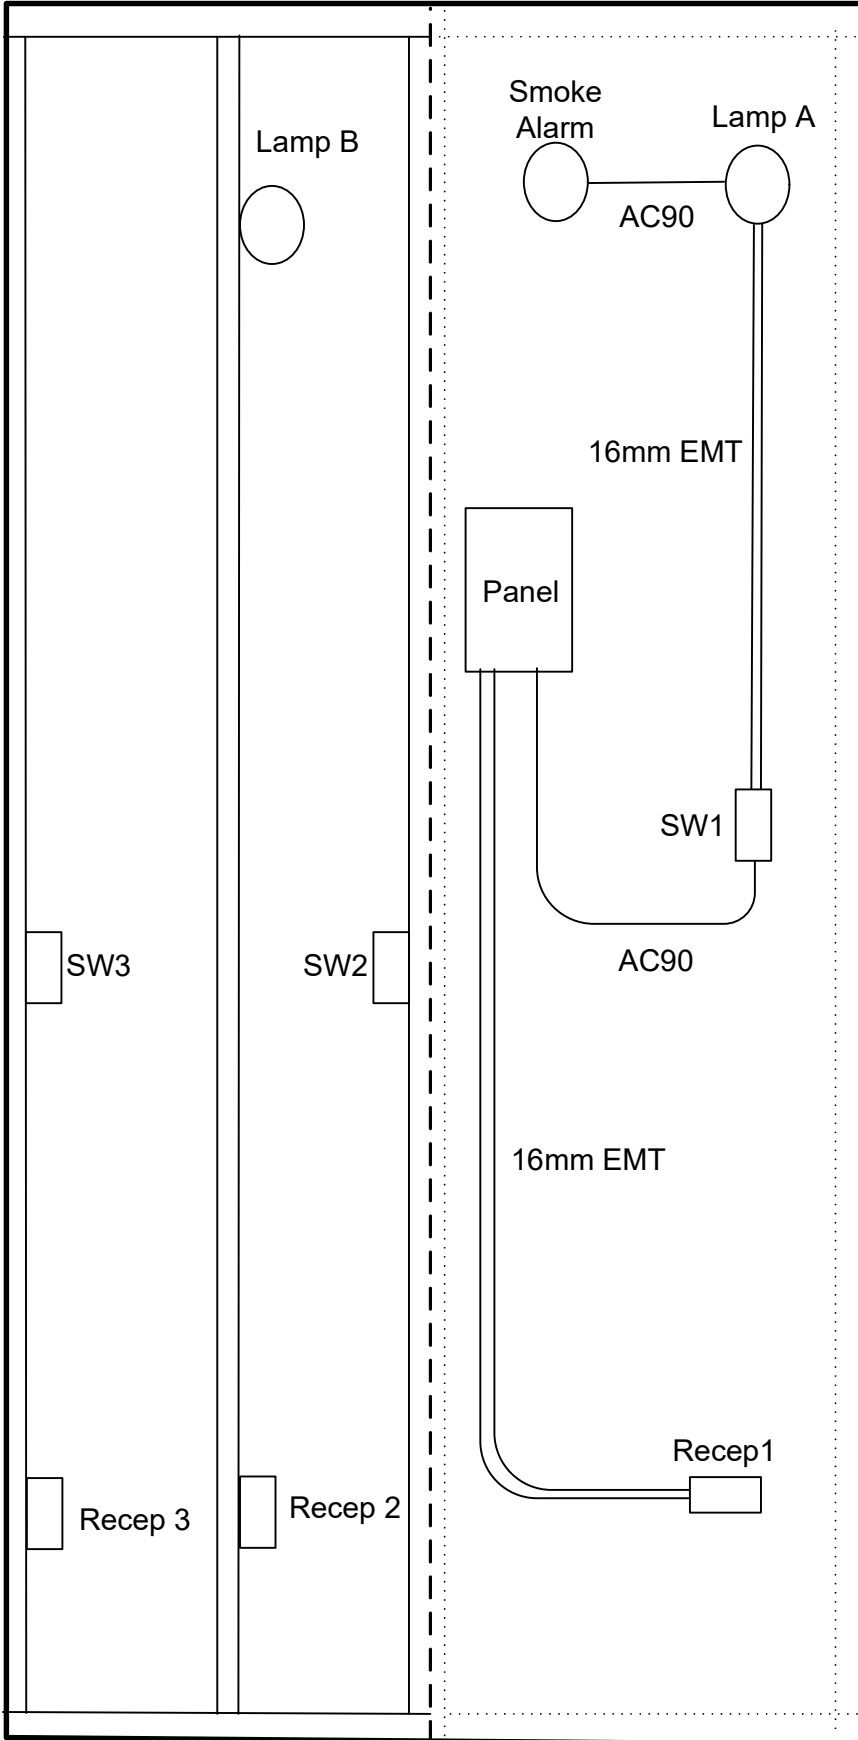 Smoke
Alarm
Lamp A
Lamp B
AC90
16mm EMT
Panel
SW1
SW3
SW2
AC90
16mm EMT
Recep1
Recep 3
Recep 2